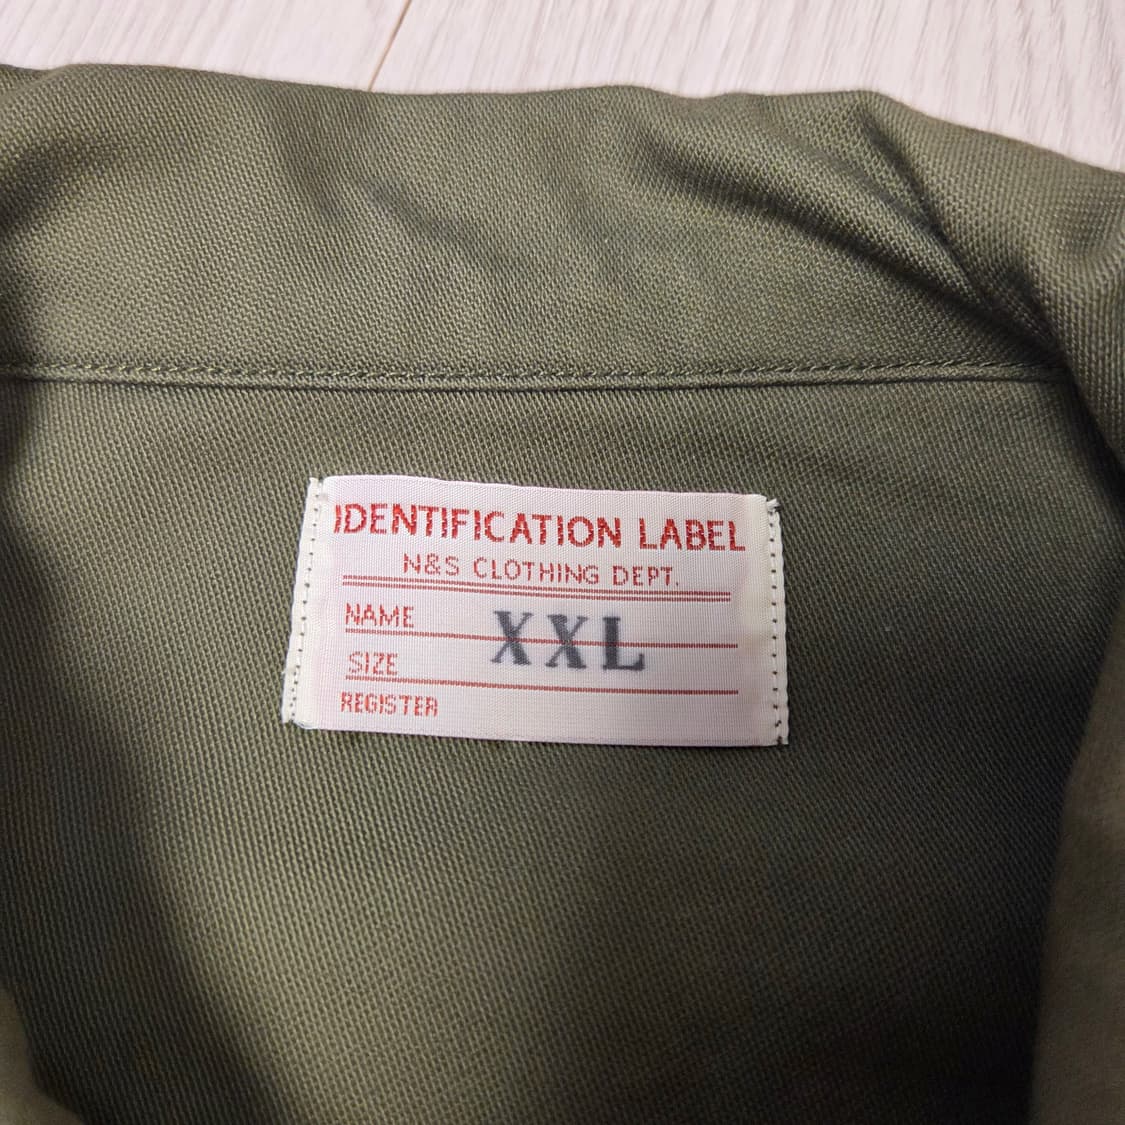 IDENTIFICATION LABEL
N&S CLOTHING DEPT.
NAME
XXL
SIZE
REGISTER